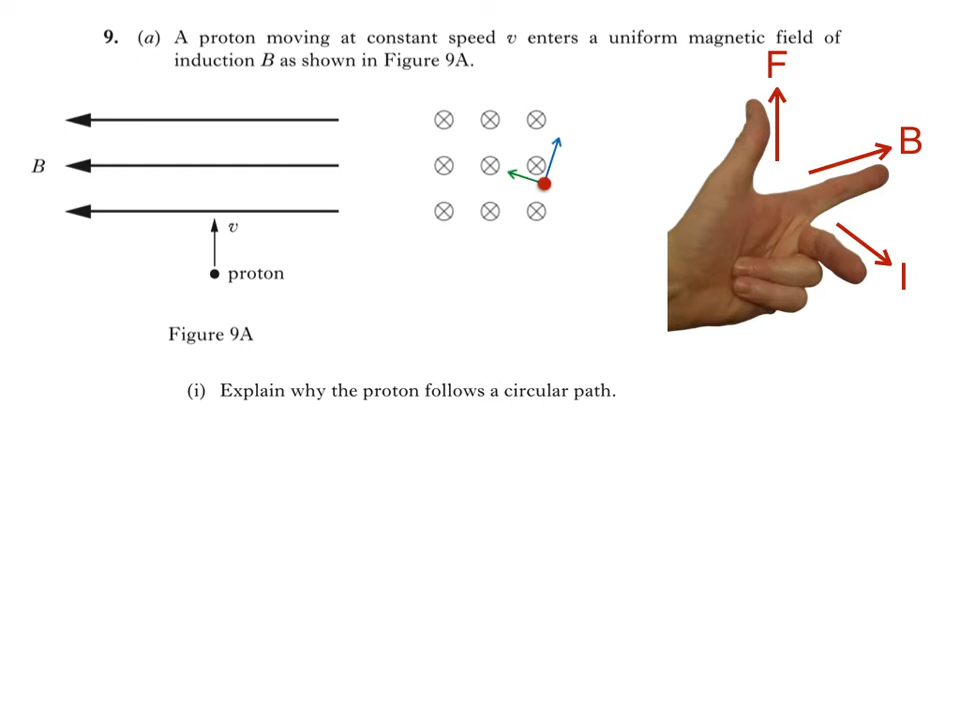 9. (a) A proton moving at constant speed v enters a uniform magnetic field of
induction B as shown in Figure 9A.
F
B
B
v
proton
I
Figure 9A
(i) Explain why the proton follows a circular path.